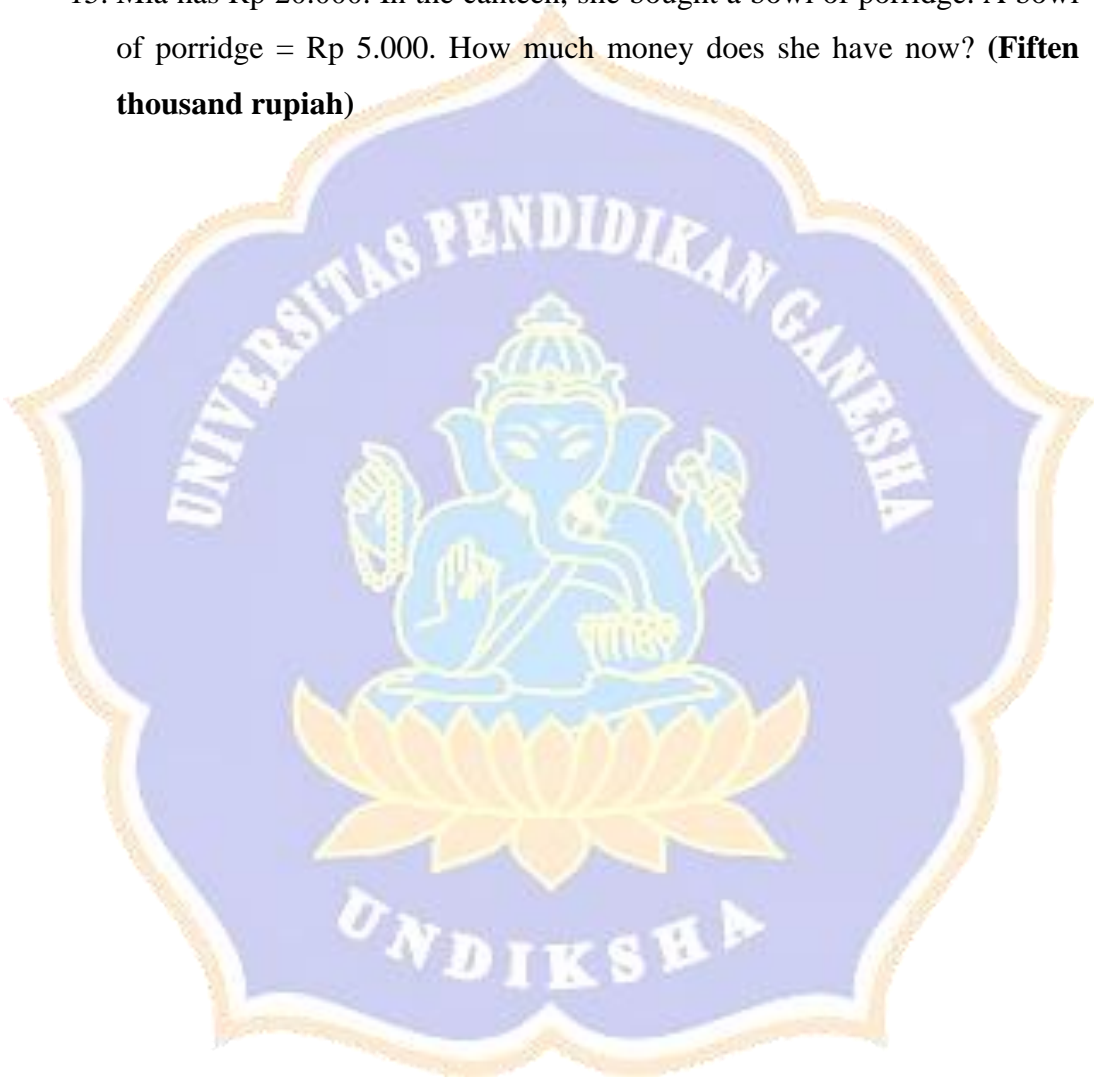 15. Mia has Rp 20.000. In the canteen, she bought a bowl of porridge. A bowl
of porridge = Rp 5.000. How much money does she have now? (Fiften
thousand rupiah)
UNIVERSITAS PENDIDIKAN GANESHA
UNDIKSHA